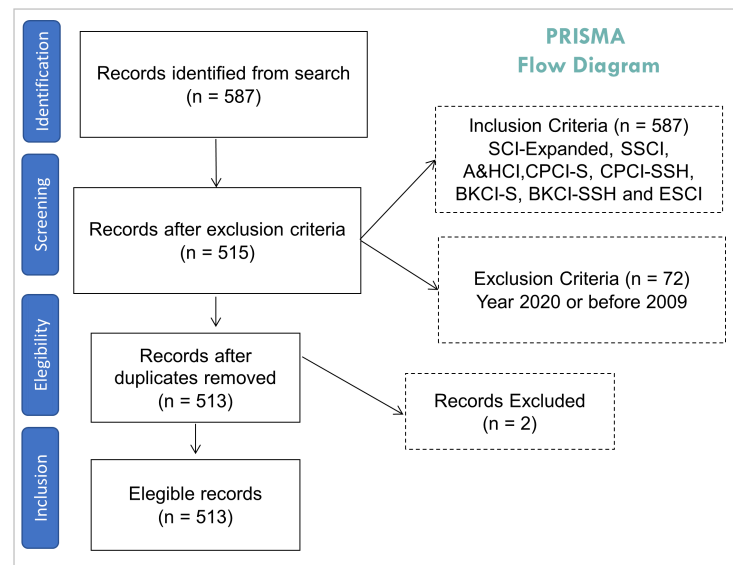 PRISMA
Flow Diagram
Identification
Records identified from search
(n = 587)
Inclusion Criteria (n = 587)
SCI-Expanded, SSCI,
A&HCI,CPCI-S, CPCI-SSH,
BKCI-S, BKCI-SSH and ESCI
Screening
Records after exclusion criteria
(n = 515)
Exclusion Criteria (n = 72)
Year 2020 or before 2009
Elegibility
Records after
duplicates removed
(n = 513)
Records Excluded
(n = 2)
Inclusion
Elegible records
(n = 513)